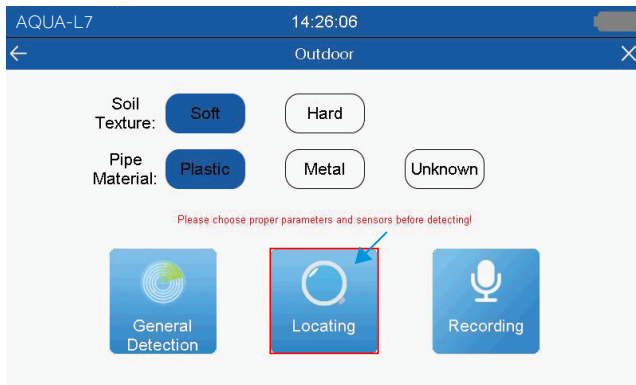 AQUA-L7 14:26:06
Outdoor
Soil
Texture: Soft Hard
Pipe
Material: Plastic Metal Unknown
Please choose proper parameters and sensors before detecting!
General
Detection
Locating
Recording